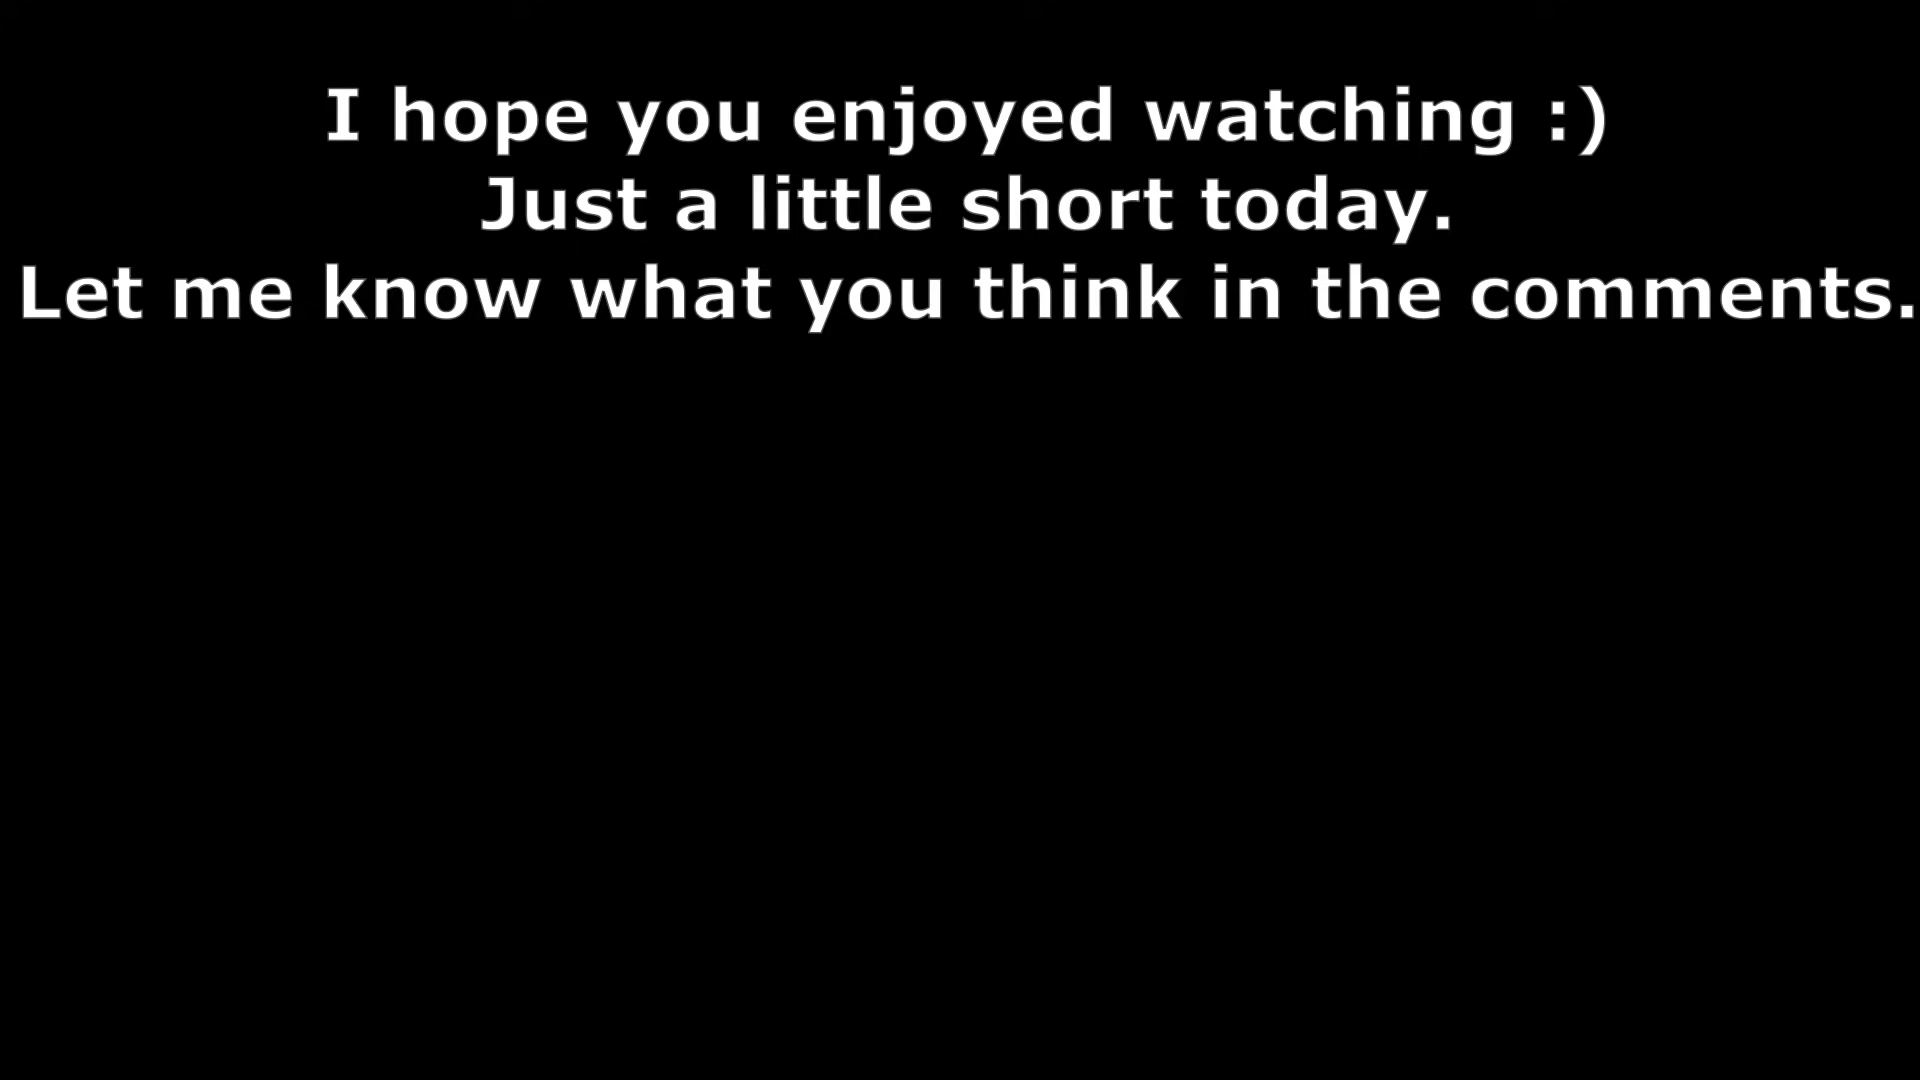 I hope you enjoyed watching :)
Just a little short today.
Let me know what you think in the comments.